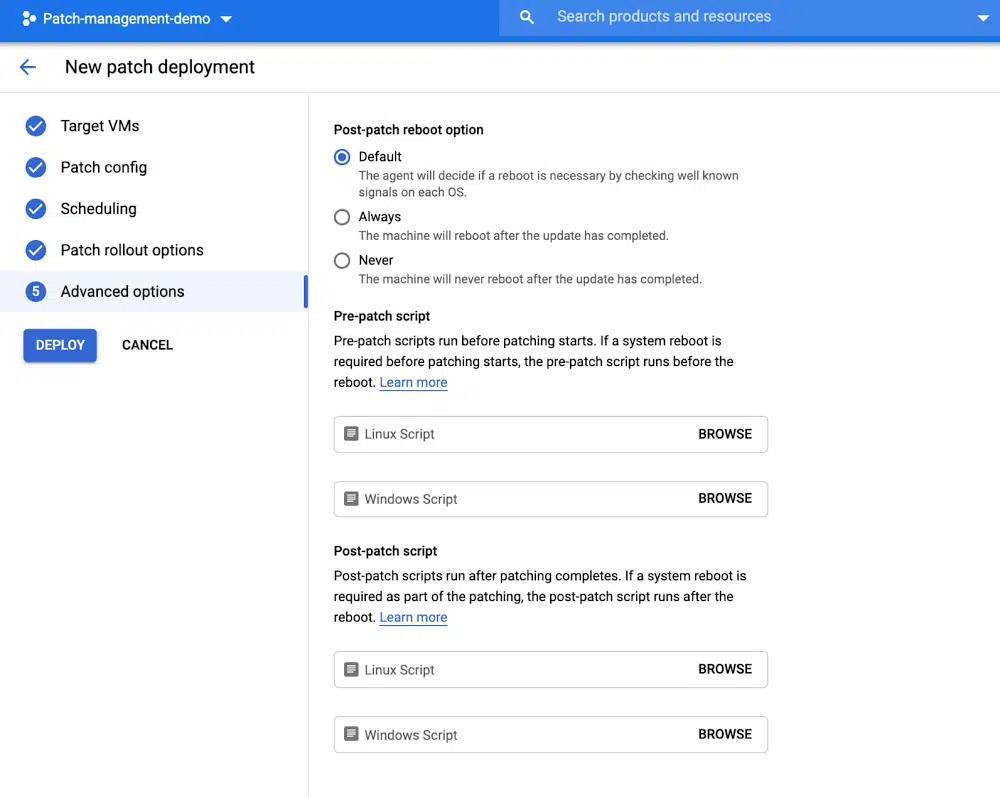 Patch-management-demo
Search products and resources
New patch deployment
Target VMs
Patch config
Scheduling
Patch rollout options
5 Advanced options
DEPLOY CANCEL
Post-patch reboot option
Default
The agent will decide if a reboot is necessary by checking well known
signals on each OS.
Always
The machine will reboot after the update has completed.
Never
The machine will never reboot after the update has completed.
Pre-patch script
Pre-patch scripts run before patching starts. If a system reboot is
required before patching starts, the pre-patch script runs before the
reboot. Learn more
Linux Script BROWSE
Windows Script BROWSE
Post-patch script
Post-patch scripts run after patching completes. If a system reboot is
required as part of the patching, the post-patch script runs after the
reboot. Learn more
Linux Script BROWSE
Windows Script BROWSE